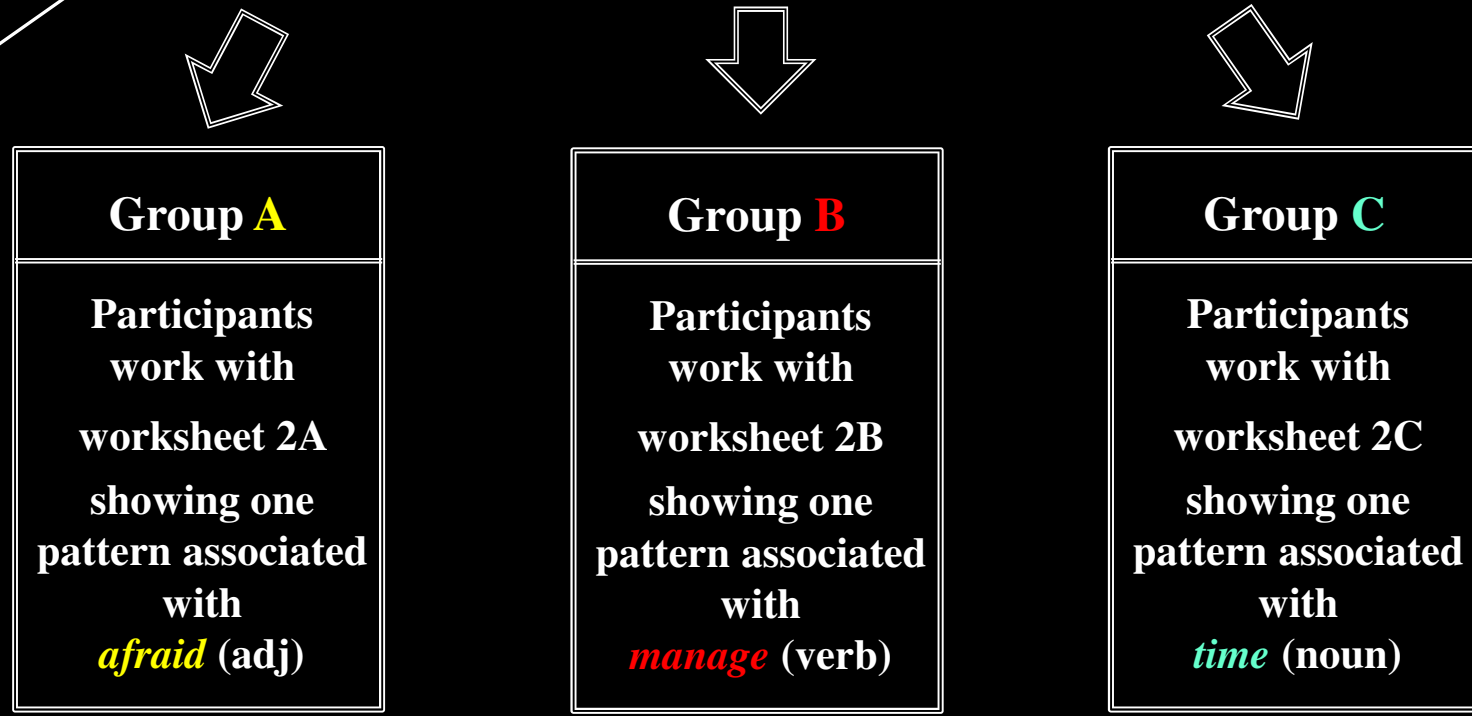 Group A
Participants
work with
worksheet 2A
showing one
pattern associated
with
afraid (adj)
Group B
Participants
work with
worksheet 2B
showing one
pattern associated
with
manage (verb)
Group C
Participants
work with
worksheet 2C
showing one
pattern associated
with
time (noun)